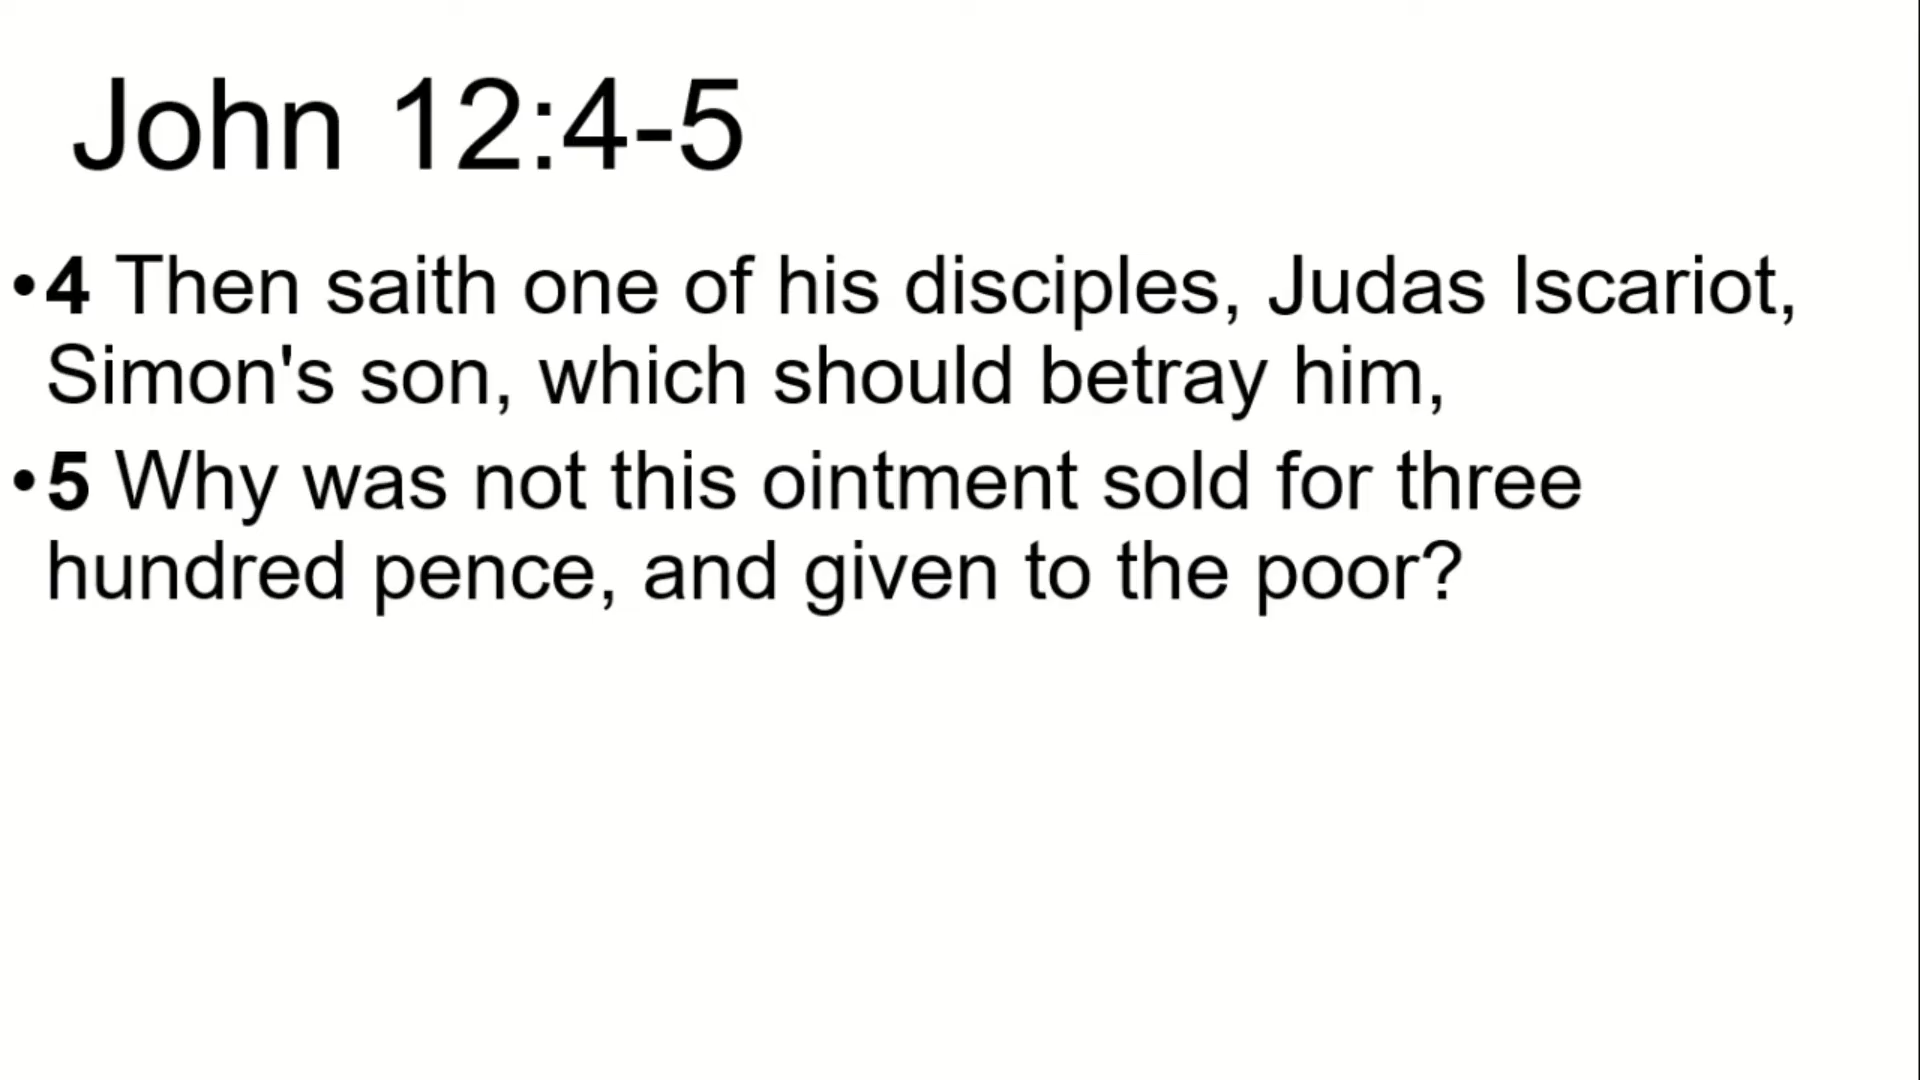 John 12:4-5
•4 Then saith one of his disciples, Judas Iscariot,
Simon's son, which should betray him,
•5 Why was not this ointment sold for three
hundred pence, and given to the poor?